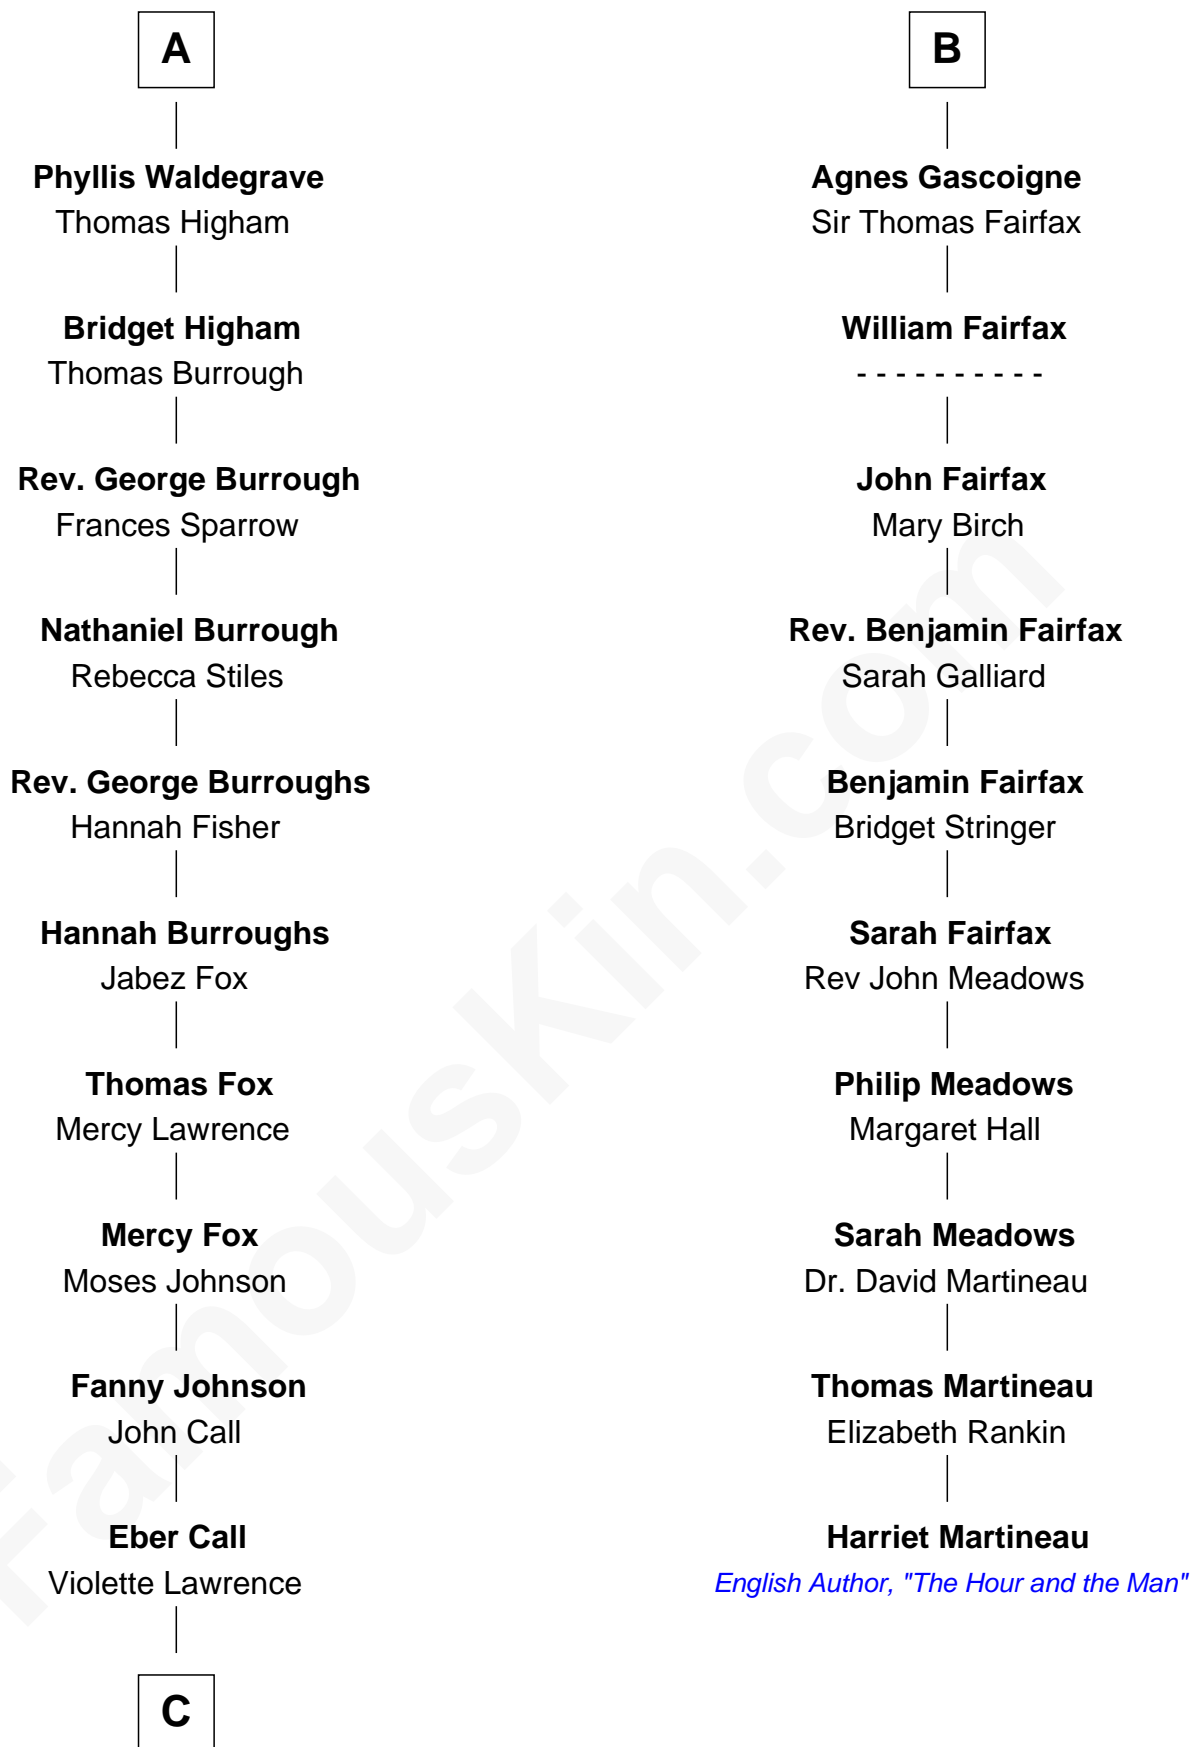 A
Phyllis Waldegrave
Thomas Higham
Bridget Higham
Thomas Burrough
Rev. George Burrough
Frances Sparrow
Nathaniel Burrough
Rebecca Stiles
Rev. George Burroughs
Hannah Fisher
Hannah Burroughs
Jabez Fox
Thomas Fox
Mercy Lawrence
Mercy Fox
Moses Johnson
Fanny Johnson
John Call
Eber Call
Violette Lawrence
C
B
Agnes Gascoigne
Sir Thomas Fairfax
William Fairfax
- - - - - - - - - -
John Fairfax
Mary Birch
Rev. Benjamin Fairfax
Sarah Galliard
Benjamin Fairfax
Bridget Stringer
Sarah Fairfax
Rev John Meadows
Philip Meadows
Margaret Hall
Sarah Meadows
Dr. David Martineau
Thomas Martineau
Elizabeth Rankin
Harriet Martineau
English Author, "The Hour and the Man"
FamousKin.com